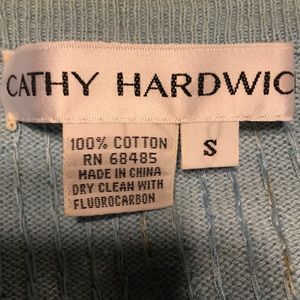 CATHY HARDWIC
100% COTTON
RN 68485
MADE IN CHINA
DRY CLEAN WITH
FLUOROCARBON
S